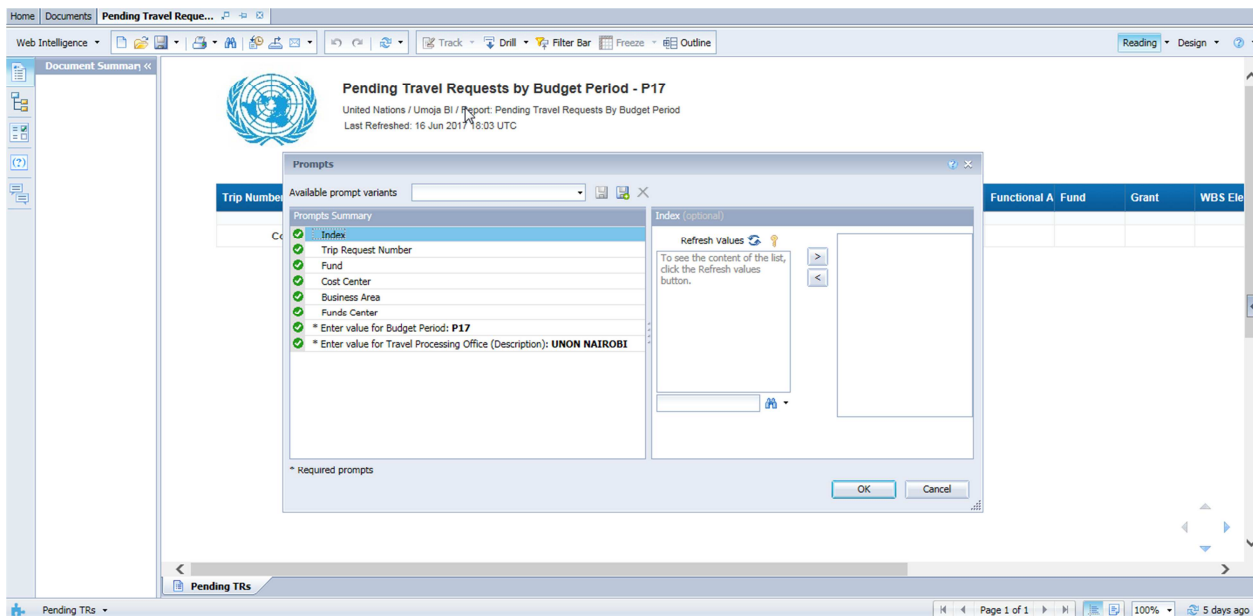 Home Documents Pending Travel Reque...
Web Intelligence Track Drill Filter Bar Freeze Outline Reading Design
Document Summary «
Pending Travel Requests by Budget Period - P17
United Nations / Umoja BI / Report: Pending Travel Requests By Budget Period
Last Refreshed: 16 Jun 2017 18:03 UTC
Prompts
Available prompt variants
Trip Number Functional A Fund Grant WBS Ele
Prompts Summary Index (optional)
Index
Refresh Values
Trip Request Number
Fund
Cost Center
Business Area
Funds Center
* Enter value for Budget Period: P17
* Enter value for Travel Processing Office (Description): UNON NAIROBI
To see the content of the list,
click the Refresh values
button.
>
<
* Required prompts
OK Cancel
Pending TRs
Pending TRs Page 1 of 1 100% 5 days ago